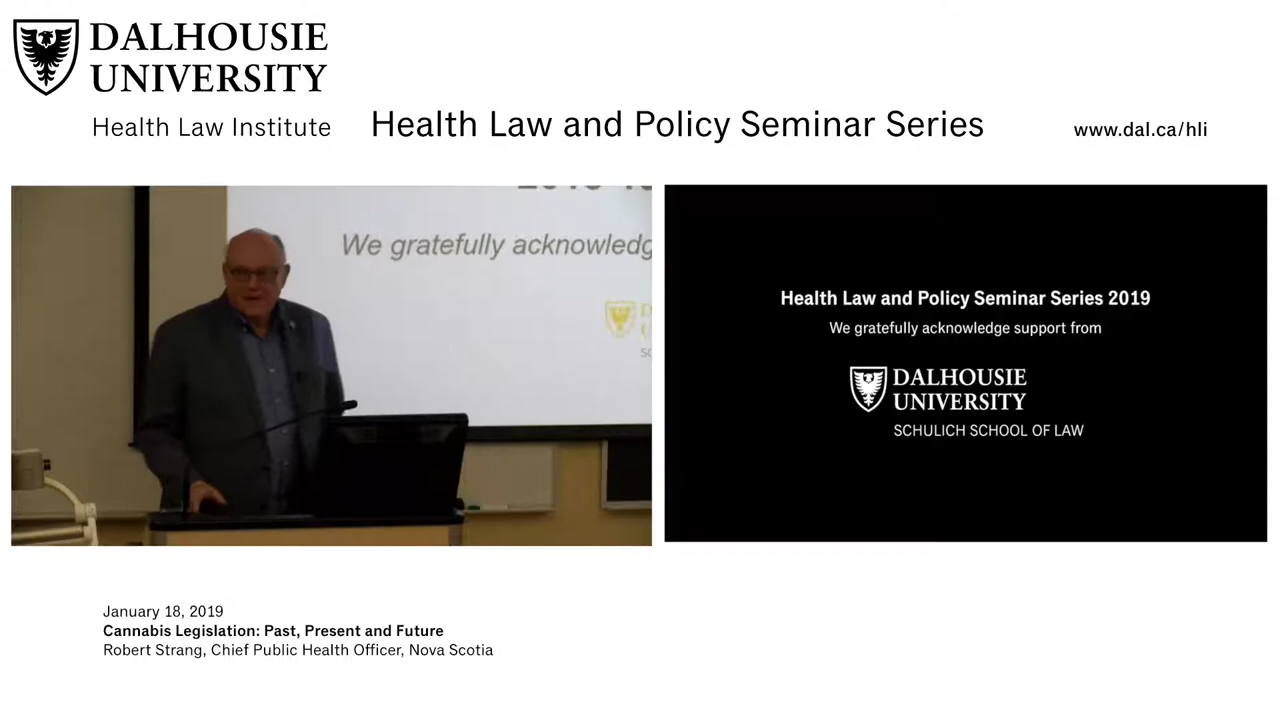 DALHOUSIE
UNIVERSITY
Health Law Institute
Health Law and Policy Seminar Series
www.dal.ca/hli
We gratefully acknowledg
Health Law and Policy Seminar Series 2019
We gratefully acknowledge support from
DALHOUSIE
UNIVERSITY
SCHULICH SCHOOL OF LAW
January 18, 2019
Cannabis Legislation: Past, Present and Future
Robert Strang, Chief Public Health Officer, Nova Scotia